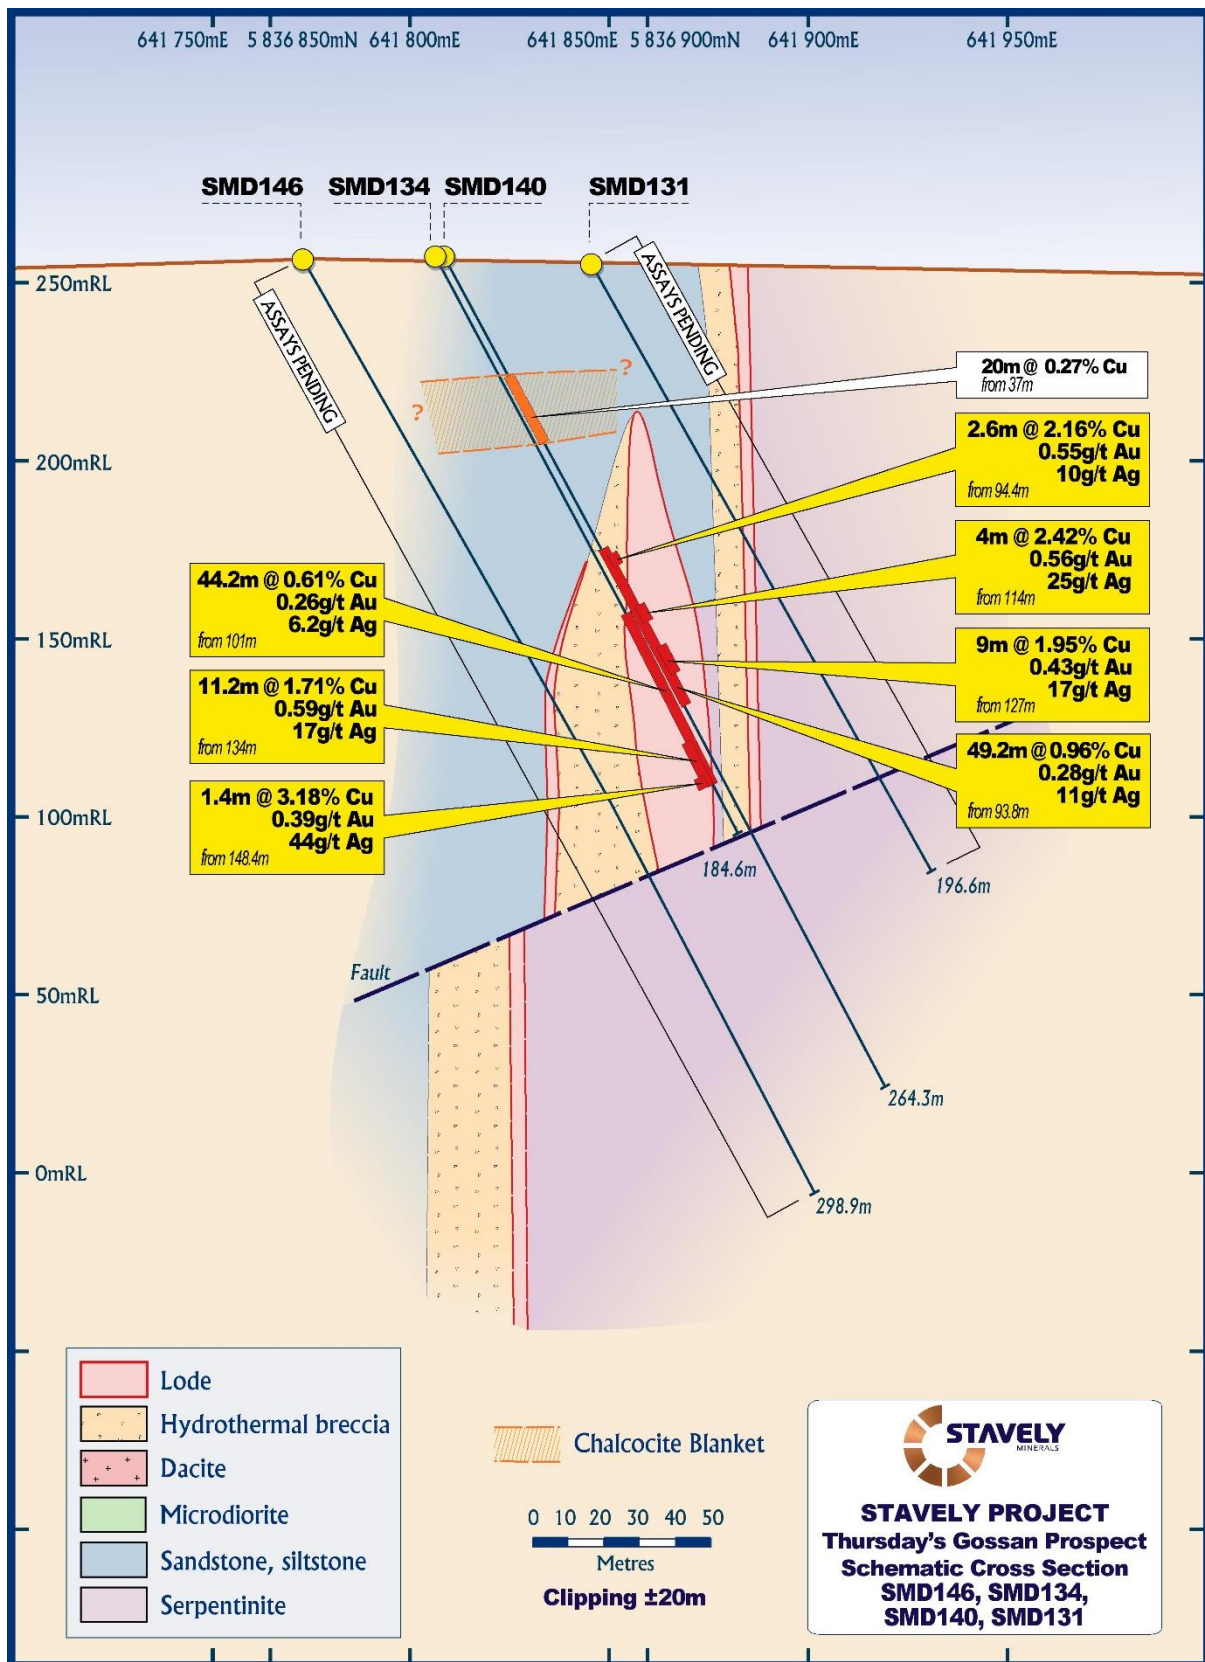 641 750mE 5 836 850mN 641 800mE 641 850mE 5 836 900mN 641 900mE 641 950mE
SMD146 SMD134 SMD140 SMD131
250mRL
200mRL
150mRL
100mRL
50mRL
0mRL
ASSAYS PENDING
ASSAYS PENDING
?
?
20m @ 0.27% Cu
from 37m
2.6m @ 2.16% Cu
0.55g/t Au
10g/t Ag
from 94.4m
4m @ 2.42% Cu
0.56g/t Au
25g/t Ag
from 114m
9m @ 1.95% Cu
0.43g/t Au
17g/t Ag
from 127m
49.2m @ 0.96% Cu
0.28g/t Au
11g/t Ag
from 93.8m
44.2m @ 0.61% Cu
0.26g/t Au
6.2g/t Ag
from 101m
11.2m @ 1.71% Cu
0.59g/t Au
17g/t Ag
from 134m
1.4m @ 3.18% Cu
0.39g/t Au
44g/t Ag
from 148.4m
184.6m
196.6m
Fault
264.3m
298.9m
Lode
Hydrothermal breccia
Dacite
Microdiorite
Sandstone, siltstone
Serpentinite
Chalcocite Blanket
0 10 20 30 40 50
Metres
Clipping ±20m
STAVELY
MINERALS
STAVELY PROJECT
Thursday's Gossan Prospect
Schematic Cross Section
SMD146, SMD134,
SMD140, SMD131